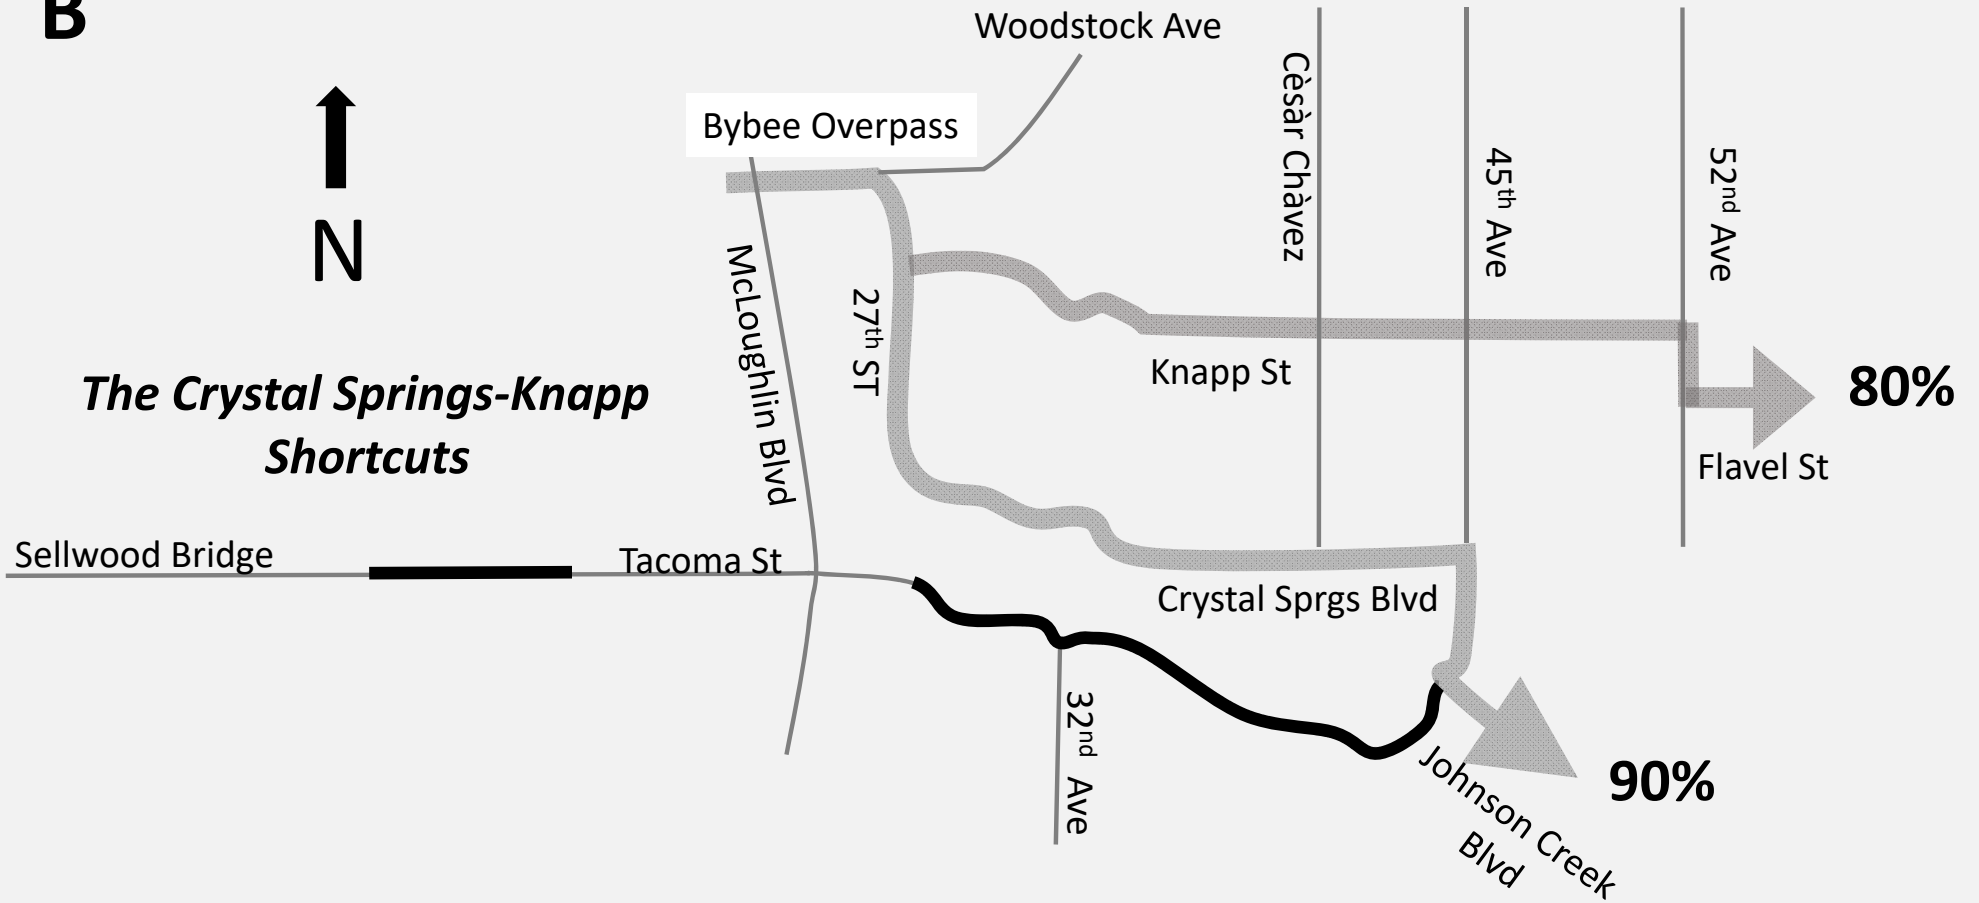 B
Woodstock Ave
Bybee Overpass
Cèsàr Chàvez
45th Ave
52nd Ave
N
McLoughlin Blvd
27th ST
Knapp St
80%
The Crystal Springs-Knapp
Shortcuts
Flavel St
Sellwood Bridge
Tacoma St
Crystal Sprgs Blvd
32nd Ave
Johnson Creek
Blvd
90%